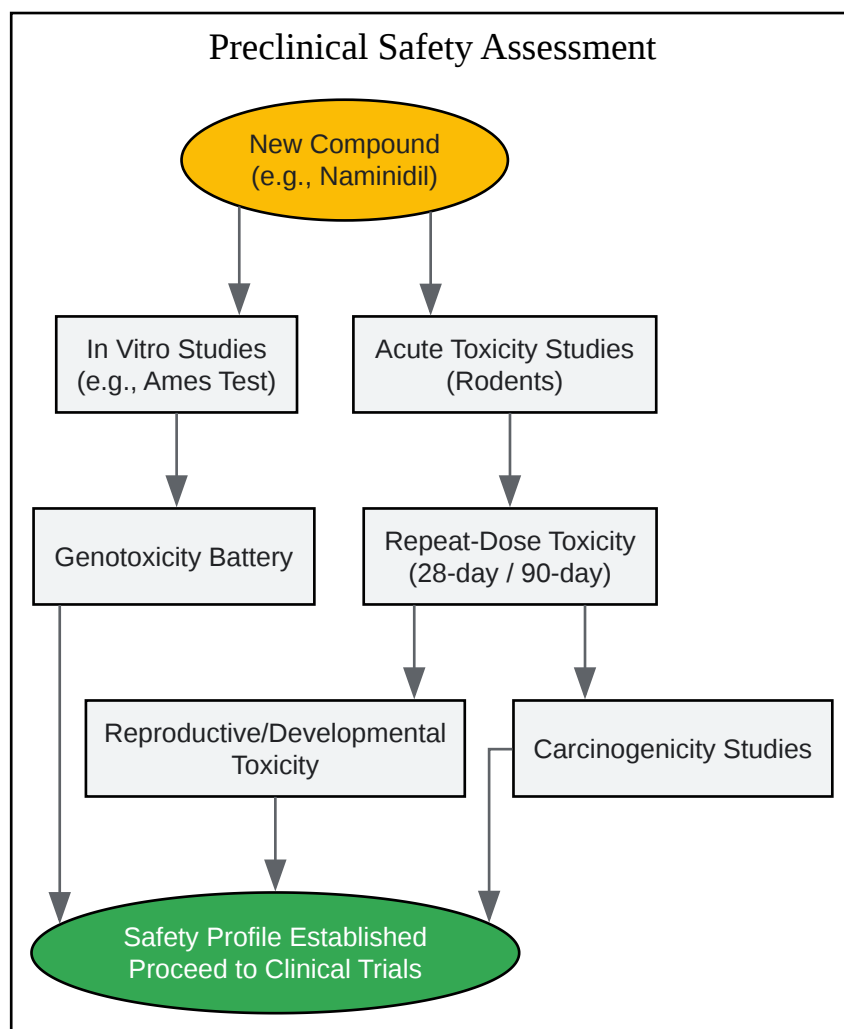 Preclinical Safety Assessment
New Compound
(e.g., Naminidil)
In Vitro Studies
(e.g., Ames Test)
Acute Toxicity Studies
(Rodents)
Genotoxicity Battery
Repeat-Dose Toxicity
(28-day / 90-day)
Reproductive/Developmental
Toxicity
Carcinogenicity Studies
Safety Profile Established
Proceed to Clinical Trials